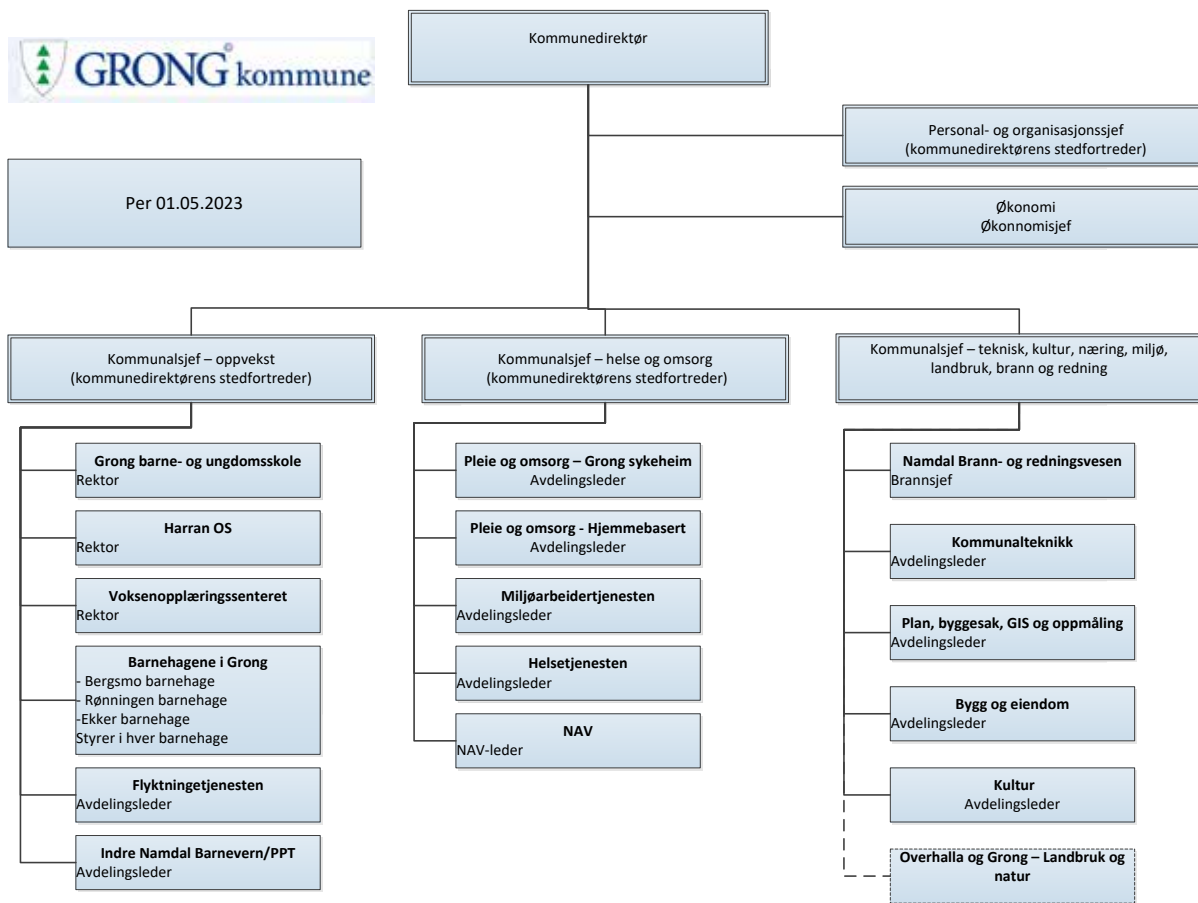 GRONG kommune
Kommunedirektør
Personal- og organisasjonssjef
(kommunedirektørens stedfortreder)
Per 01.05.2023
Økonomi
Økonnomisjef
Kommunalsjef – oppvekst
(kommunedirektørens stedfortreder)
Kommunalsjef – helse og omsorg
(kommunedirektørens stedfortreder)
Kommunalsjef – teknisk, kultur, næring, miljø,
landbruk, brann og redning
Grong barne- og ungdomsskole
Rektor
Harran OS
Rektor
Voksenopplæringssenteret
Rektor
Barnehagene i Grong
- Bergsmo barnehage
- Rønningen barnehage
-Ekker barnehage
Styrer i hver barnehage
Flyktningetjenesten
Avdelingsleder
Indre Namdal Barnevern/PPT
Avdelingsleder
Pleie og omsorg – Grong sykeheim
Avdelingsleder
Pleie og omsorg - Hjemmebasert
Avdelingsleder
Miljøarbeidertjenesten
Avdelingsleder
Helsetjenesten
Avdelingsleder
NAV
NAV-leder
Namdal Brann- og redningsvesen
Brannsjef
Kommunalteknikk
Avdelingsleder
Plan, byggesak, GIS og oppmåling
Avdelingsleder
Bygg og eiendom
Avdelingsleder
Kultur
Avdelingsleder
Overhalla og Grong – Landbruk og
natur